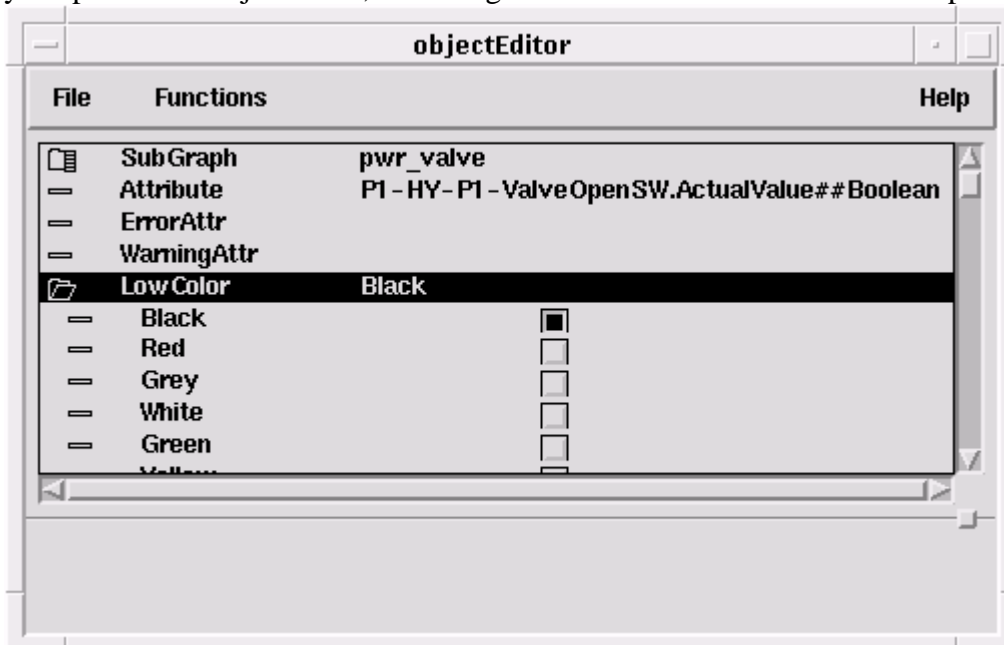 objectEditor
File Functions Help
SubGraph pwr_valve
Attribute P1-HY-P1-ValveOpenSW.ActualValue##Boolean
ErrorAttr
WarningAttr
LowColor Black
Black
Red
Grey
White
Green